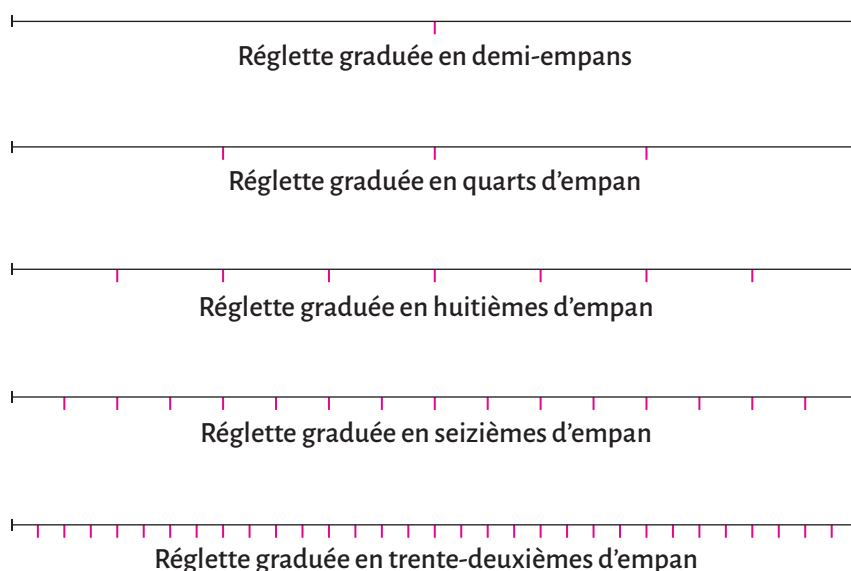 Réglette graduée en demi-empans
Réglette graduée en quarts d’empan
Réglette graduée en huitièmes d’empan
Réglette graduée en seizièmes d’empan
Réglette graduée en trente-deuxièmes d’empan